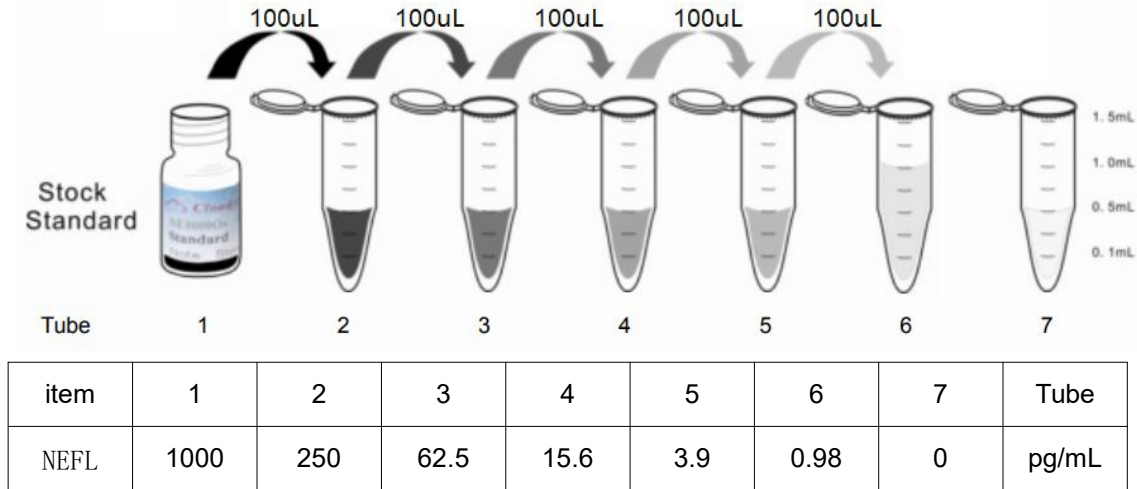 100uL 100uL 100uL 100uL 100uL
1. 5mL
1. 0mL
0. 5mL
0. 1mL
Stock
Standard
Standard
Tube 1 2 3 4 5 6 7
item 1 2 3 4 5 6 7 Tube
NEFL 1000 250 62.5 15.6 3.9 0.98 0 pg/mL